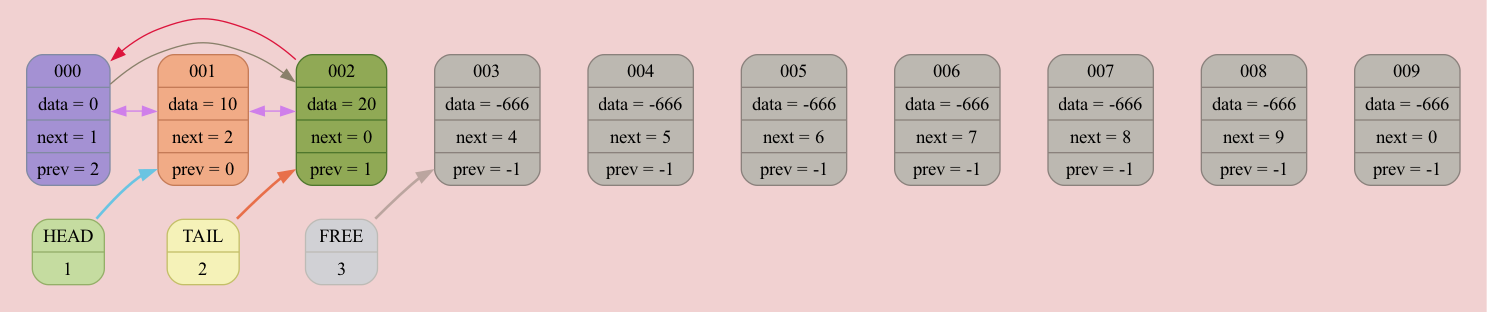 000 001 002 003 004 005 006 007 008 009
data = 0 data = 10 data = 20 data = -666 data = -666 data = -666 data = -666 data = -666 data = -666 data = -666
next = 1 next = 2 next = 0 next = 4 next = 5 next = 6 next = 7 next = 8 next = 9 next = 0
prev = 2 prev = 0 prev = 1 prev = -1 prev = -1 prev = -1 prev = -1 prev = -1 prev = -1 prev = -1
HEAD TAIL FREE
1 2 3